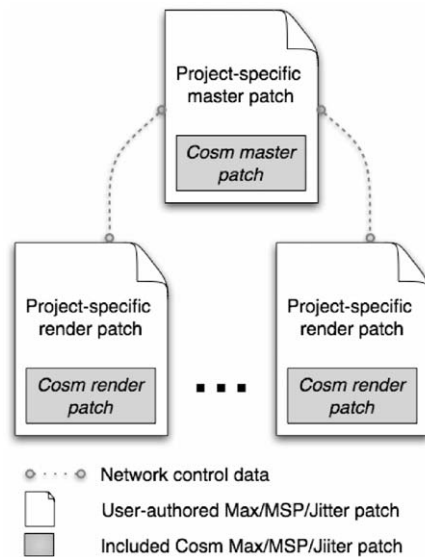 Project-specific
master patch
Cosm master
patch
Project-specific
render patch
Cosm render
patch
Project-specific
render patch
Cosm render
patch
Network control data
User-authored Max/MSP/Jitter patch
Included Cosm Max/MSP/Jiiter patch